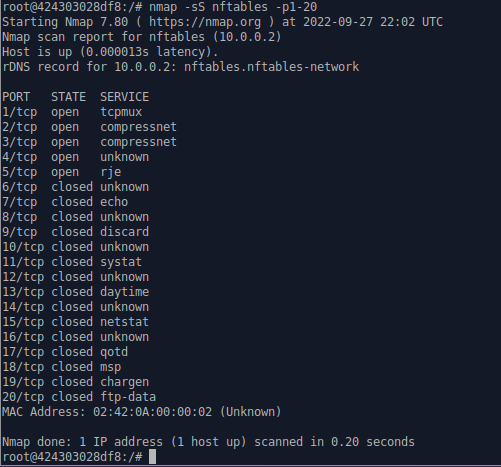 root@424303028df8:/# nmap -sS nftables -p1-20
Starting Nmap 7.80 ( https://nmap.org ) at 2022-09-27 22:02 UTC
Nmap scan report for nftables (10.0.0.2)
Host is up (0.000013s latency).
rDNS record for 10.0.0.2: nftables.nftables-network

PORT   STATE  SERVICE
1/tcp  open   tcpmux
2/tcp  open   compressnet
3/tcp  open   compressnet
4/tcp  open   unknown
5/tcp  open   rje
6/tcp  closed unknown
7/tcp  closed echo
8/tcp  closed unknown
9/tcp  closed discard
10/tcp closed unknown
11/tcp closed systat
12/tcp closed unknown
13/tcp closed daytime
14/tcp closed unknown
15/tcp closed netstat
16/tcp closed unknown
17/tcp closed qotd
18/tcp closed msp
19/tcp closed chargen
20/tcp closed ftp-data
MAC Address: 02:42:0A:00:00:02 (Unknown)

Nmap done: 1 IP address (1 host up) scanned in 0.20 seconds
root@424303028df8:/#